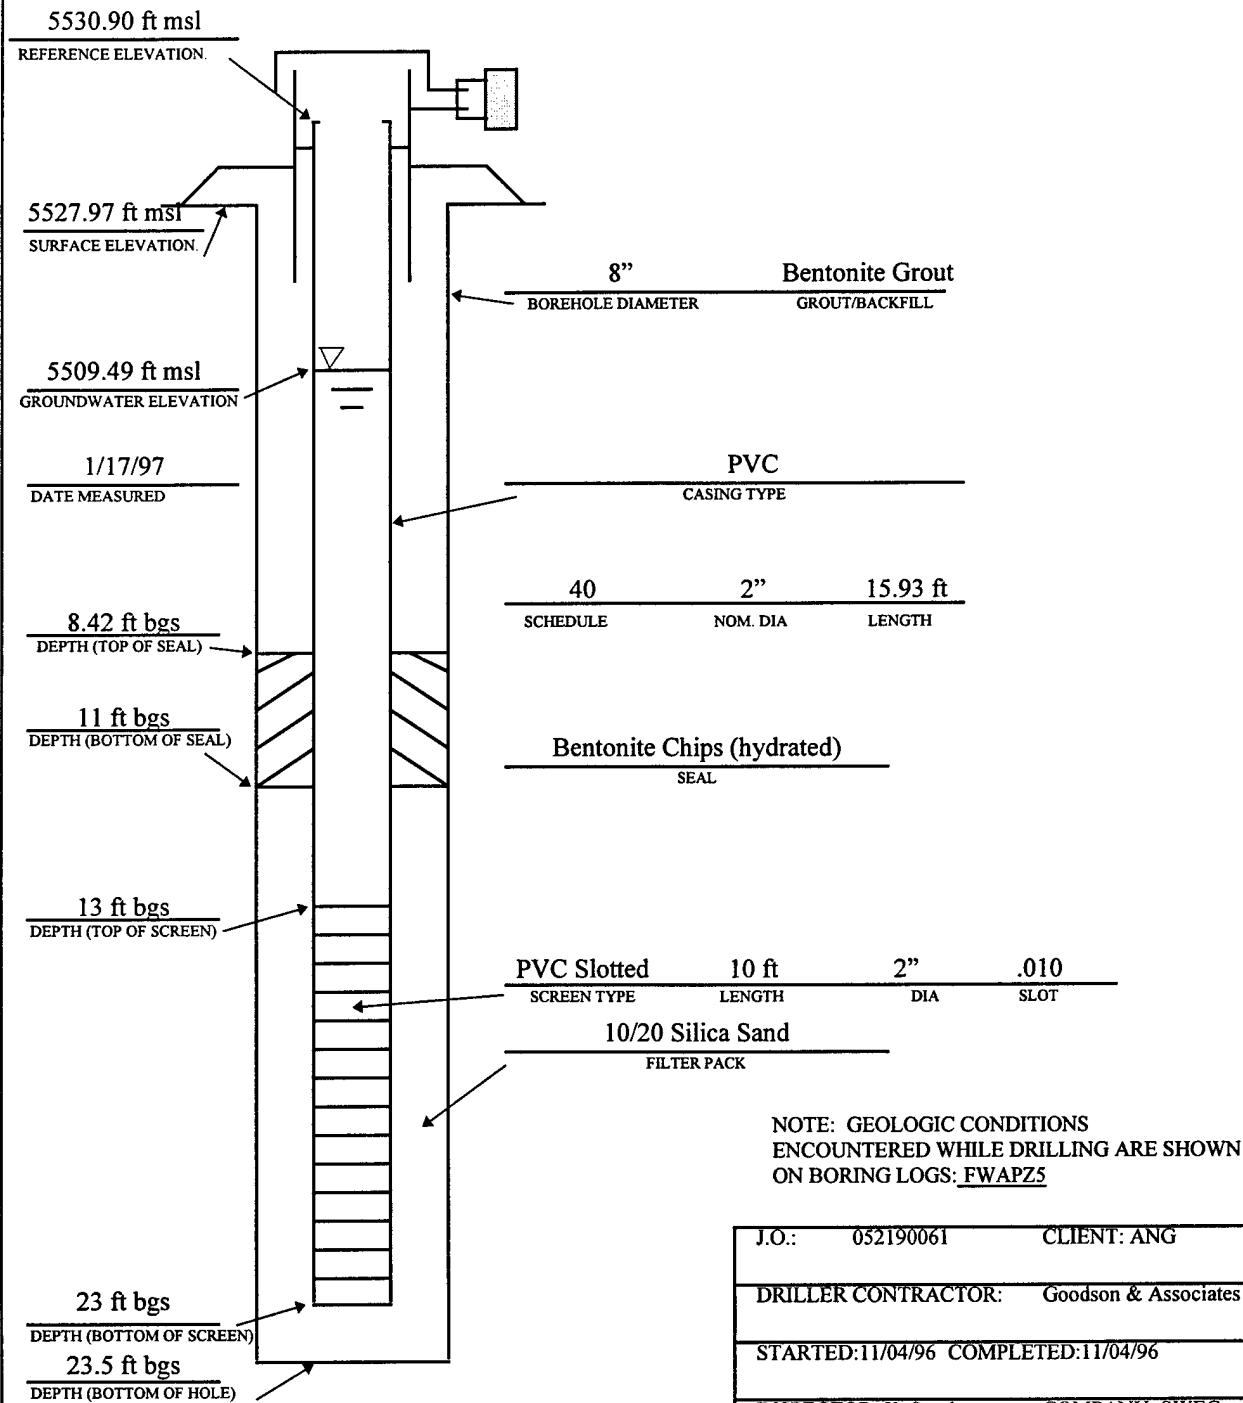 5530.90 ft msl
REFERENCE ELEVATION.
5527.97 ft msl
SURFACE ELEVATION.
8” Bentonite Grout
BOREHOLE DIAMETER GROUT/BACKFILL
5509.49 ft msl
GROUNDWATER ELEVATION
1/17/97
DATE MEASURED
PVC
CASING TYPE
40 2” 15.93 ft
SCHEDULE NOM. DIA LENGTH
8.42 ft bgs
DEPTH (TOP OF SEAL)
11 ft bgs
DEPTH (BOTTOM OF SEAL)
Bentonite Chips (hydrated)
SEAL
13 ft bgs
DEPTH (TOP OF SCREEN)
PVC Slotted 10 ft 2” .010
SCREEN TYPE LENGTH DIA SLOT
10/20 Silica Sand
FILTER PACK
NOTE: GEOLOGIC CONDITIONS
ENCOUNTERED WHILE DRILLING ARE SHOWN
ON BORING LOGS: FWAPZ5
J.O.: 052190061 CLIENT: ANG
DRILLER CONTRACTOR: Goodson & Associates
STARTED:11/04/96 COMPLETED:11/04/96
23 ft bgs
DEPTH (BOTTOM OF SCREEN)
23.5 ft bgs
DEPTH (BOTTOM OF HOLE)